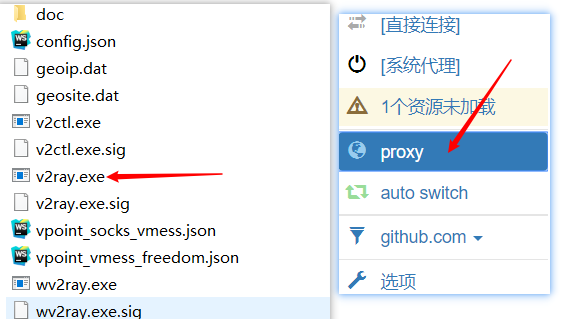 doc
config.json
geoip.dat
geosite.dat
v2ctl.exe
v2ctl.exe.sig
v2ray.exe
v2ray.exe.sig
vpoint_socks_vmess.json
vpoint_vmess_freedom.json
wv2ray.exe
wv2ray.exe.sig
[直接连接]
[系统代理]
1个资源未加载
proxy
auto switch
github.com
选项